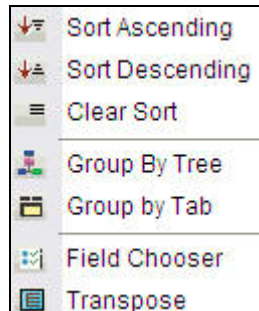 Sort Ascending
Sort Descending
Clear Sort
Group By Tree
Group by Tab
Field Chooser
Transpose